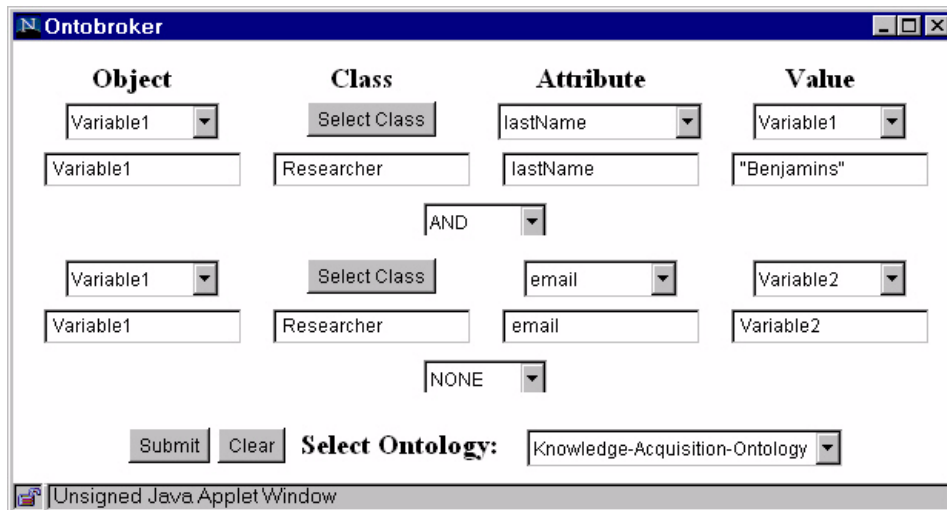 Ontobroker
Object Class Attribute Value
Variable1 Select Class lastName Variable1
Variable1 Researcher lastName "Benjamins"
AND
Variable1 Select Class email Variable2
Variable1 Researcher email Variable2
NONE
Submit Clear Select Ontology: Knowledge-Acquisition-Ontology
Unsigned Java Applet Window